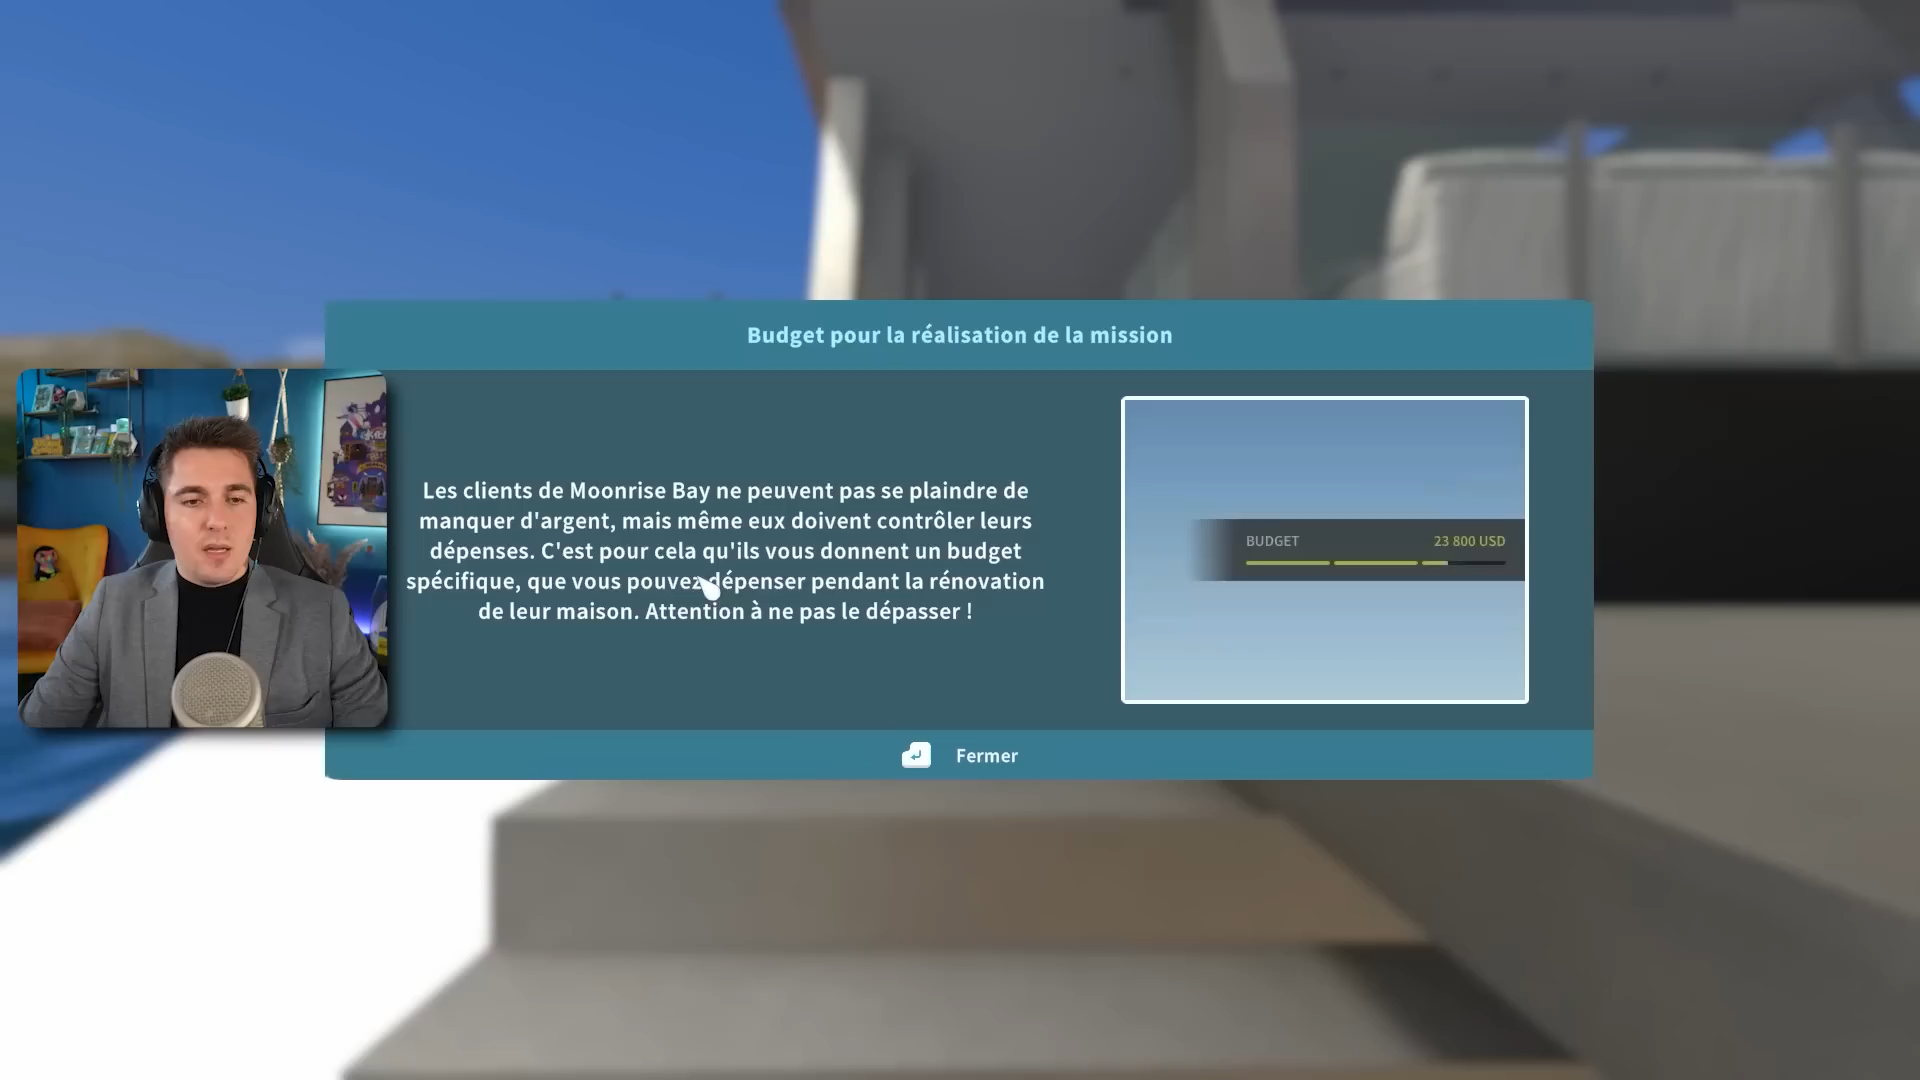 Budget pour la réalisation de la mission
Les clients de Moonrise Bay ne peuvent pas se plaindre de
manquer d'argent, mais même eux doivent contrôler leurs
dépenses. C'est pour cela qu'ils vous donnent un budget
spécifique, que vous pouvez dépenser pendant la rénovation
de leur maison. Attention à ne pas le dépasser !
BUDGET 23 800 USD
Fermer